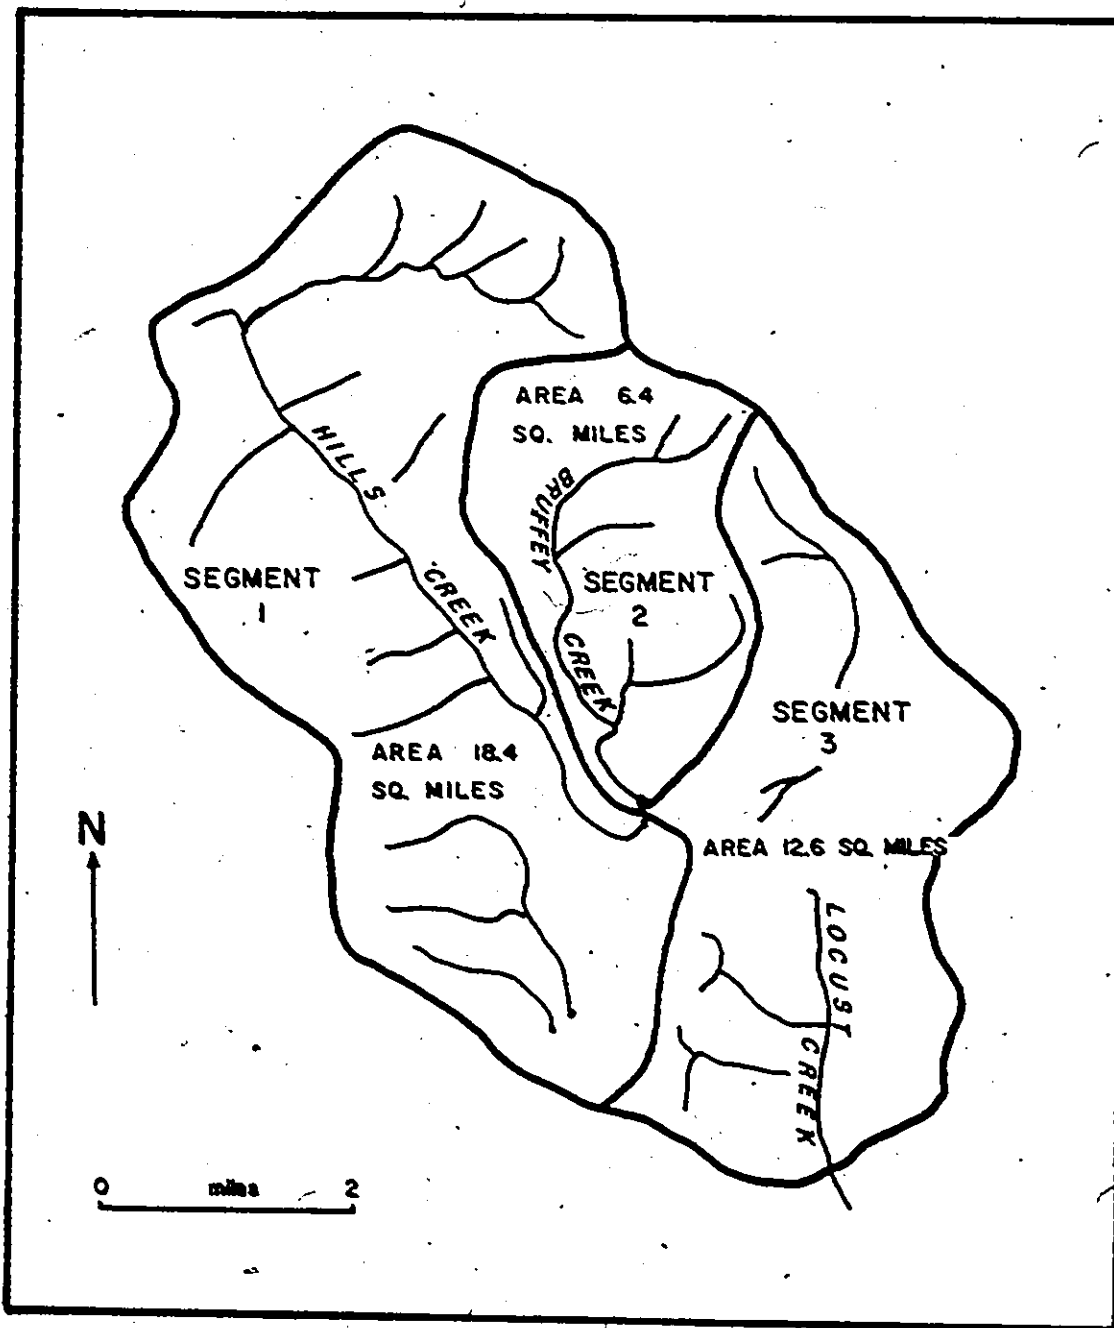 AREA 6.4
SQ. MILES
HILLS
CREEK
BRUFFEY
CREEK
SEGMENT
1
SEGMENT
2
SEGMENT
3
AREA 18.4
SQ. MILES
AREA 12.6 SQ. MILES
LOCUST
CREEK
N
0 miles 2